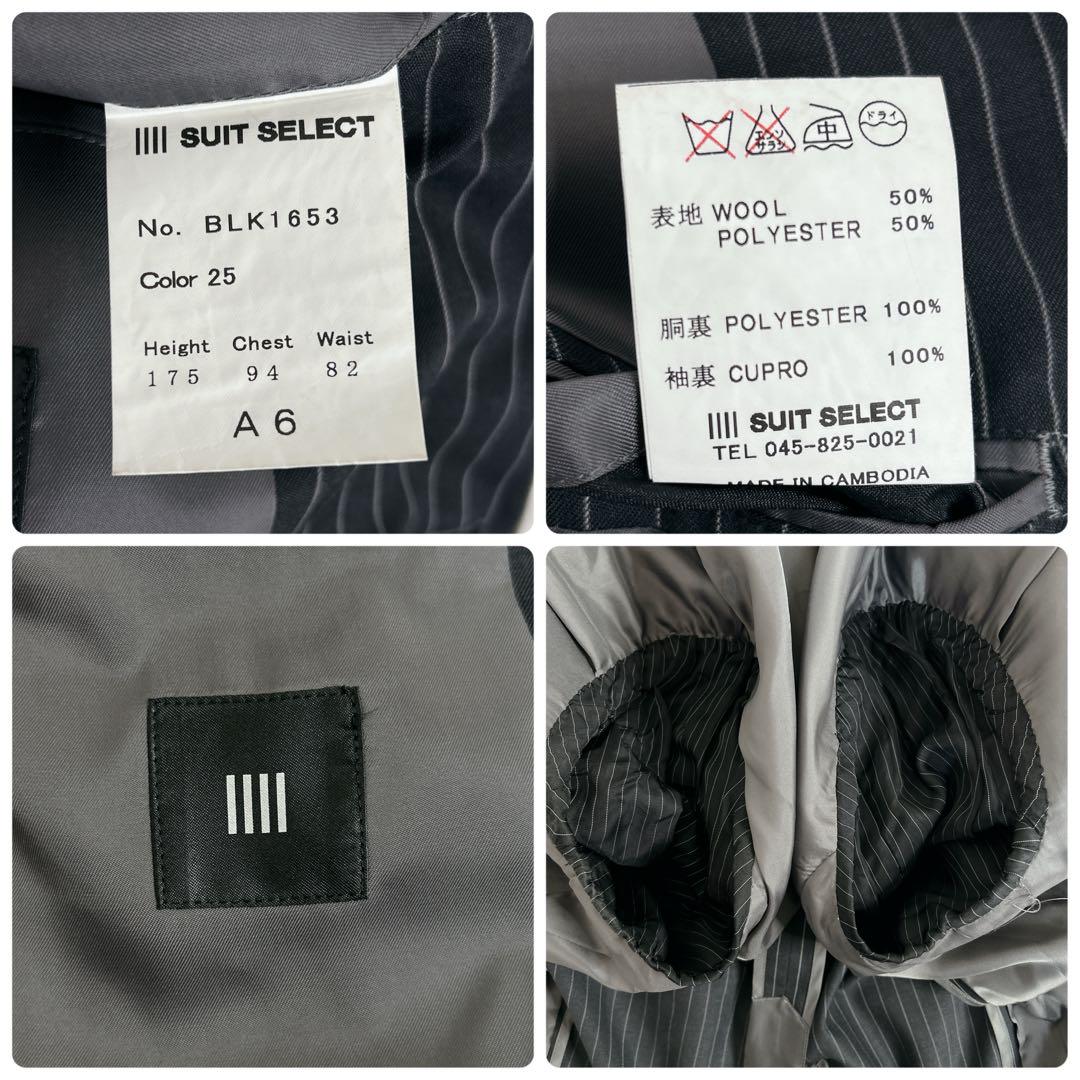 SUIT SELECT
No. BLK1653
Color 25
Height Chest Waist
175 94 82
A6
エンソ
サラシ
中
ドライ
表地 WOOL 50%
POLYESTER 50%
胴裏 POLYESTER 100%
袖裏 CUPRO 100%
SUIT SELECT
TEL 045-825-0021
MADE IN CAMBODIA